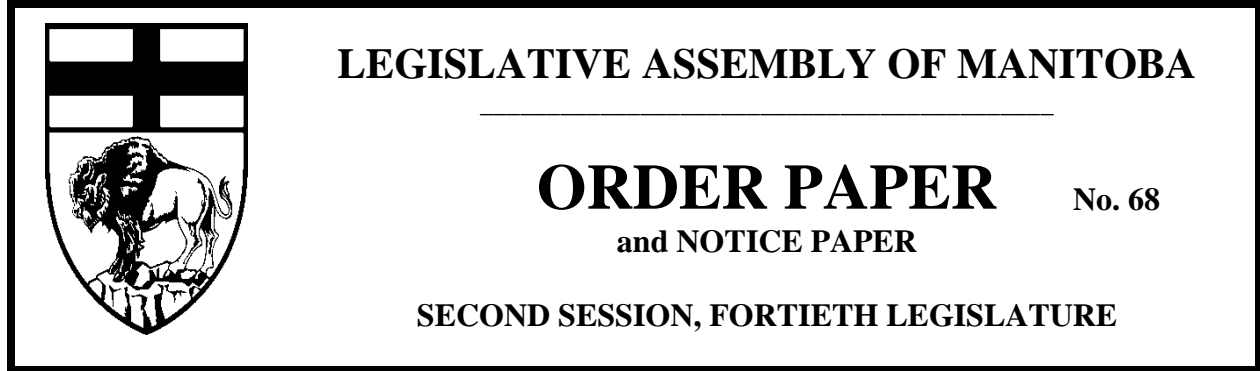 LEGISLATIVE ASSEMBLY OF MANITOBA
ORDER PAPER No. 68
and NOTICE PAPER
SECOND SESSION, FORTIETH LEGISLATURE